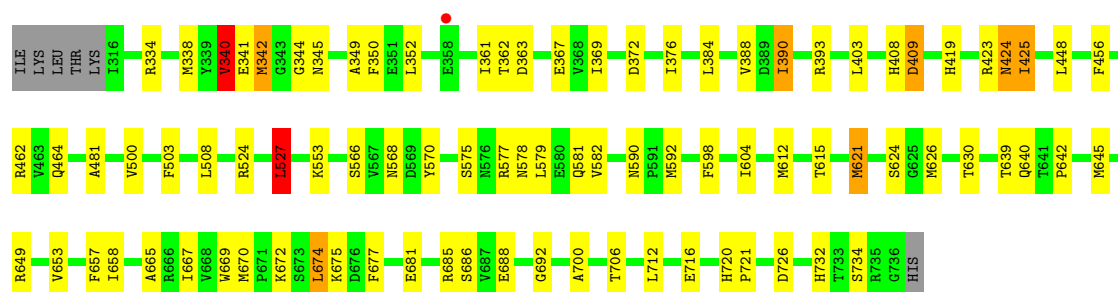 ILE LYS LEU THR LYS I316 R334 M338 Y339 V340 E341 M342 G343 G344 N345 A349 F350 E351 L352 E358 I361 T362 D363 E367 V368 I369 D372 I376 L384 V388 D389 I390 R393 L403 H408 D409 H419 R423 N424 I425 L448 F456
R462 V463 Q464 A481 V500 F503 L508 R524 L527 K553 S566 V567 N568 D569 Y570 S575 N576 R577 N578 L579 E580 Q581 V582 N590 P591 M592 F598 I604 M612 T615 M621 S624 G625 M626 T630 T639 Q640 T641 P642 M645
R649 V653 F657 I658 A665 R666 I667 V668 W669 M670 P671 K672 S673 L674 K675 D676 F677 E681 R685 S686 V687 E688 G692 A700 T706 L712 E716 H720 P721 D726 H732 T733 S734 R735 G736 HIS